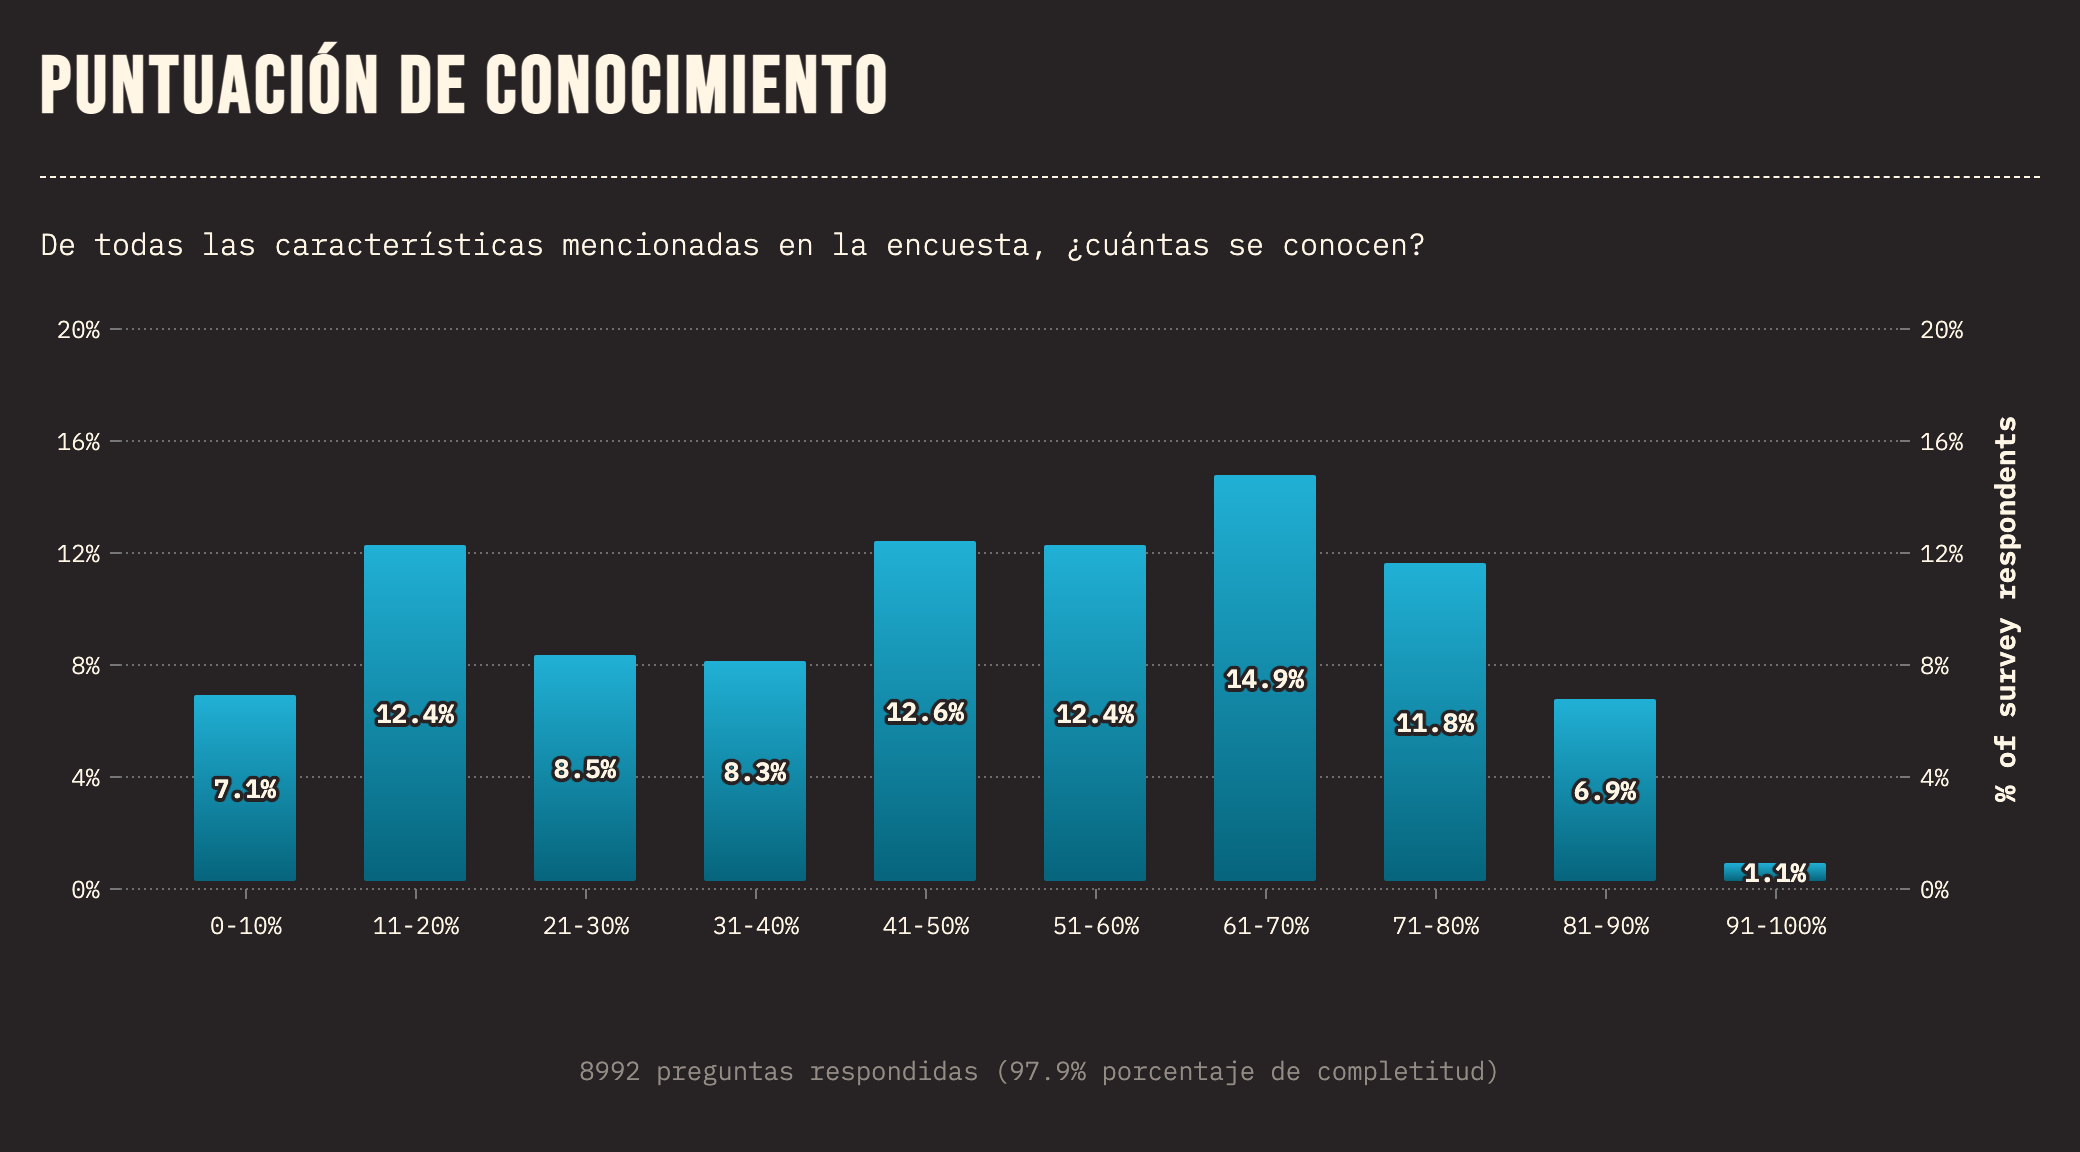 PUNTUACIÓN DE CONOCIMIENTO
De todas las características mencionadas en la encuesta, ¿cuántas se conocen?
20% 20%
16% 16%
12% 12%
8% 8%
4% 4%
0% 0%
% of survey respoupeuts
7.1% 12.4% 8.5% 8.3% 12.6% 12.4% 14.9% 11.8% 6.9% 1.1%
0-10% 11-20% 21-30% 31-40% 41-50% 51-60% 61-70% 71-80% 81-90% 91-100%
8992 preguntas respondidas (97.9% porcentaje de completitud)